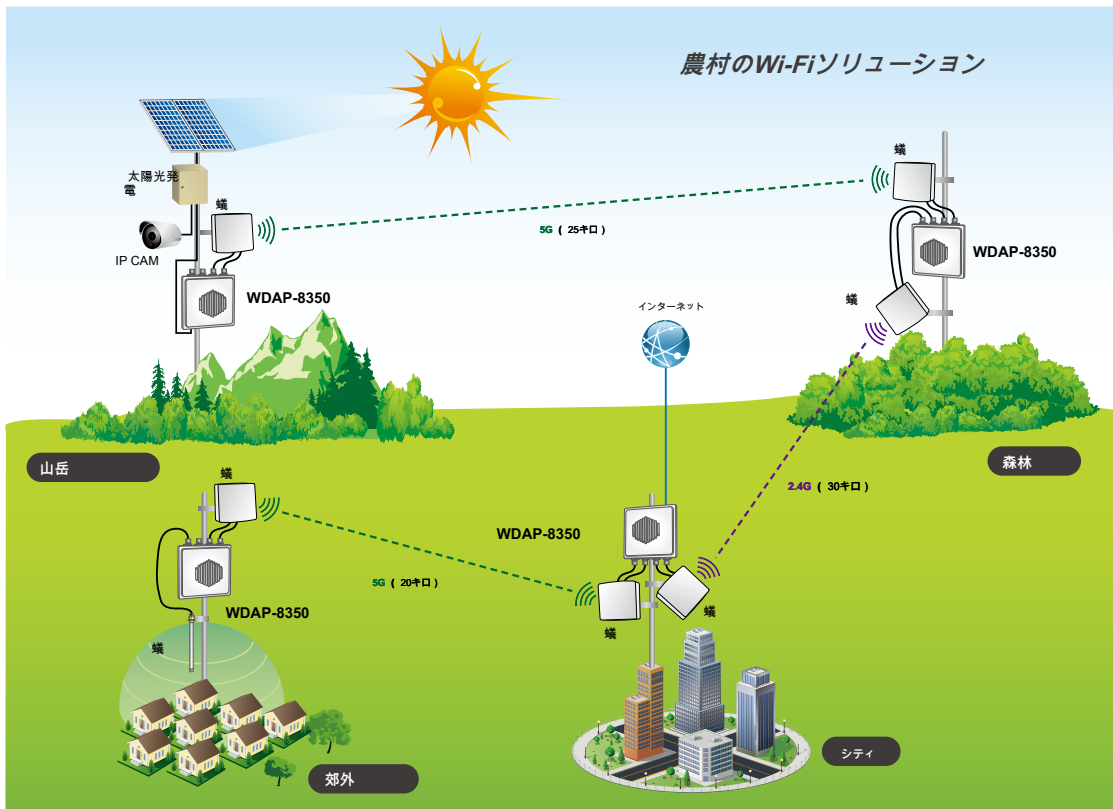 農村のWi-Fiソリューション
太陽光発
電
蟻
IP CAM
WDAP-8350
5G ( 25キロ )
蟻
WDAP-8350
蟻
インターネット
山岳
森林
蟻
2.4G ( 30キロ )
WDAP-8350
5G ( 20キロ )
WDAP-8350
蟻
蟻
蟻
シティ
郊外